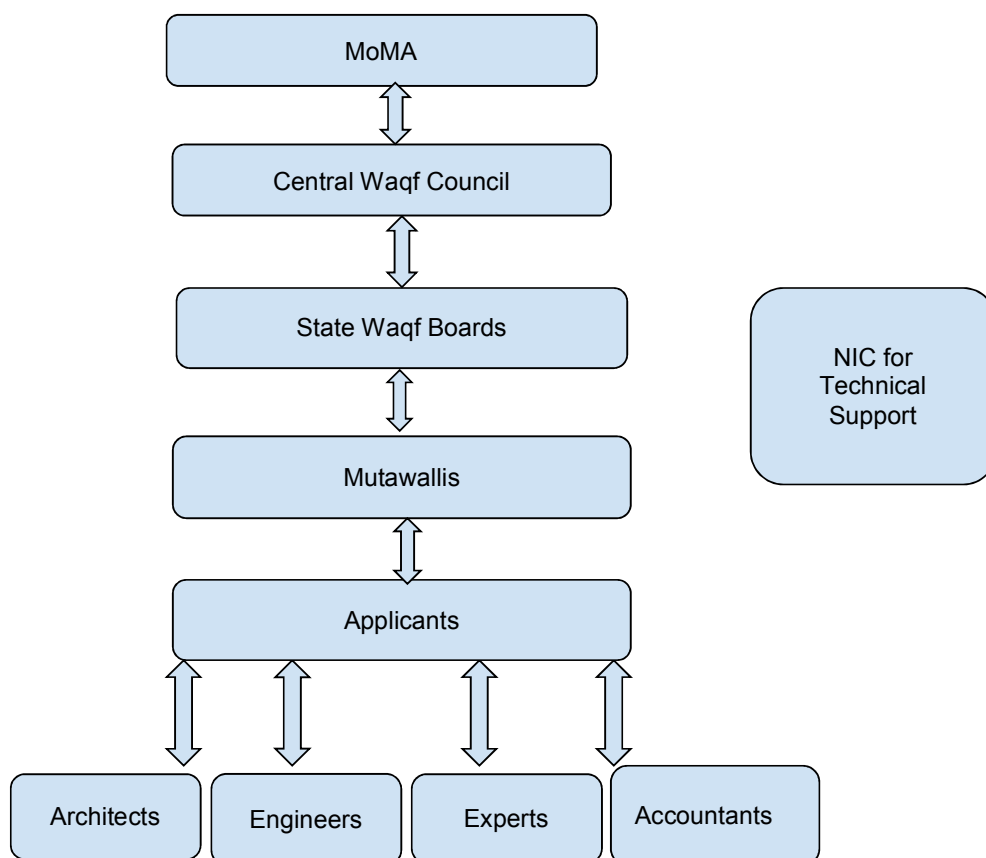 MoMA
Central Waqf Council
State Waqf Boards
NIC for
Technical
Support
Mutawallis
Applicants
Architects
Engineers
Experts
Accountants